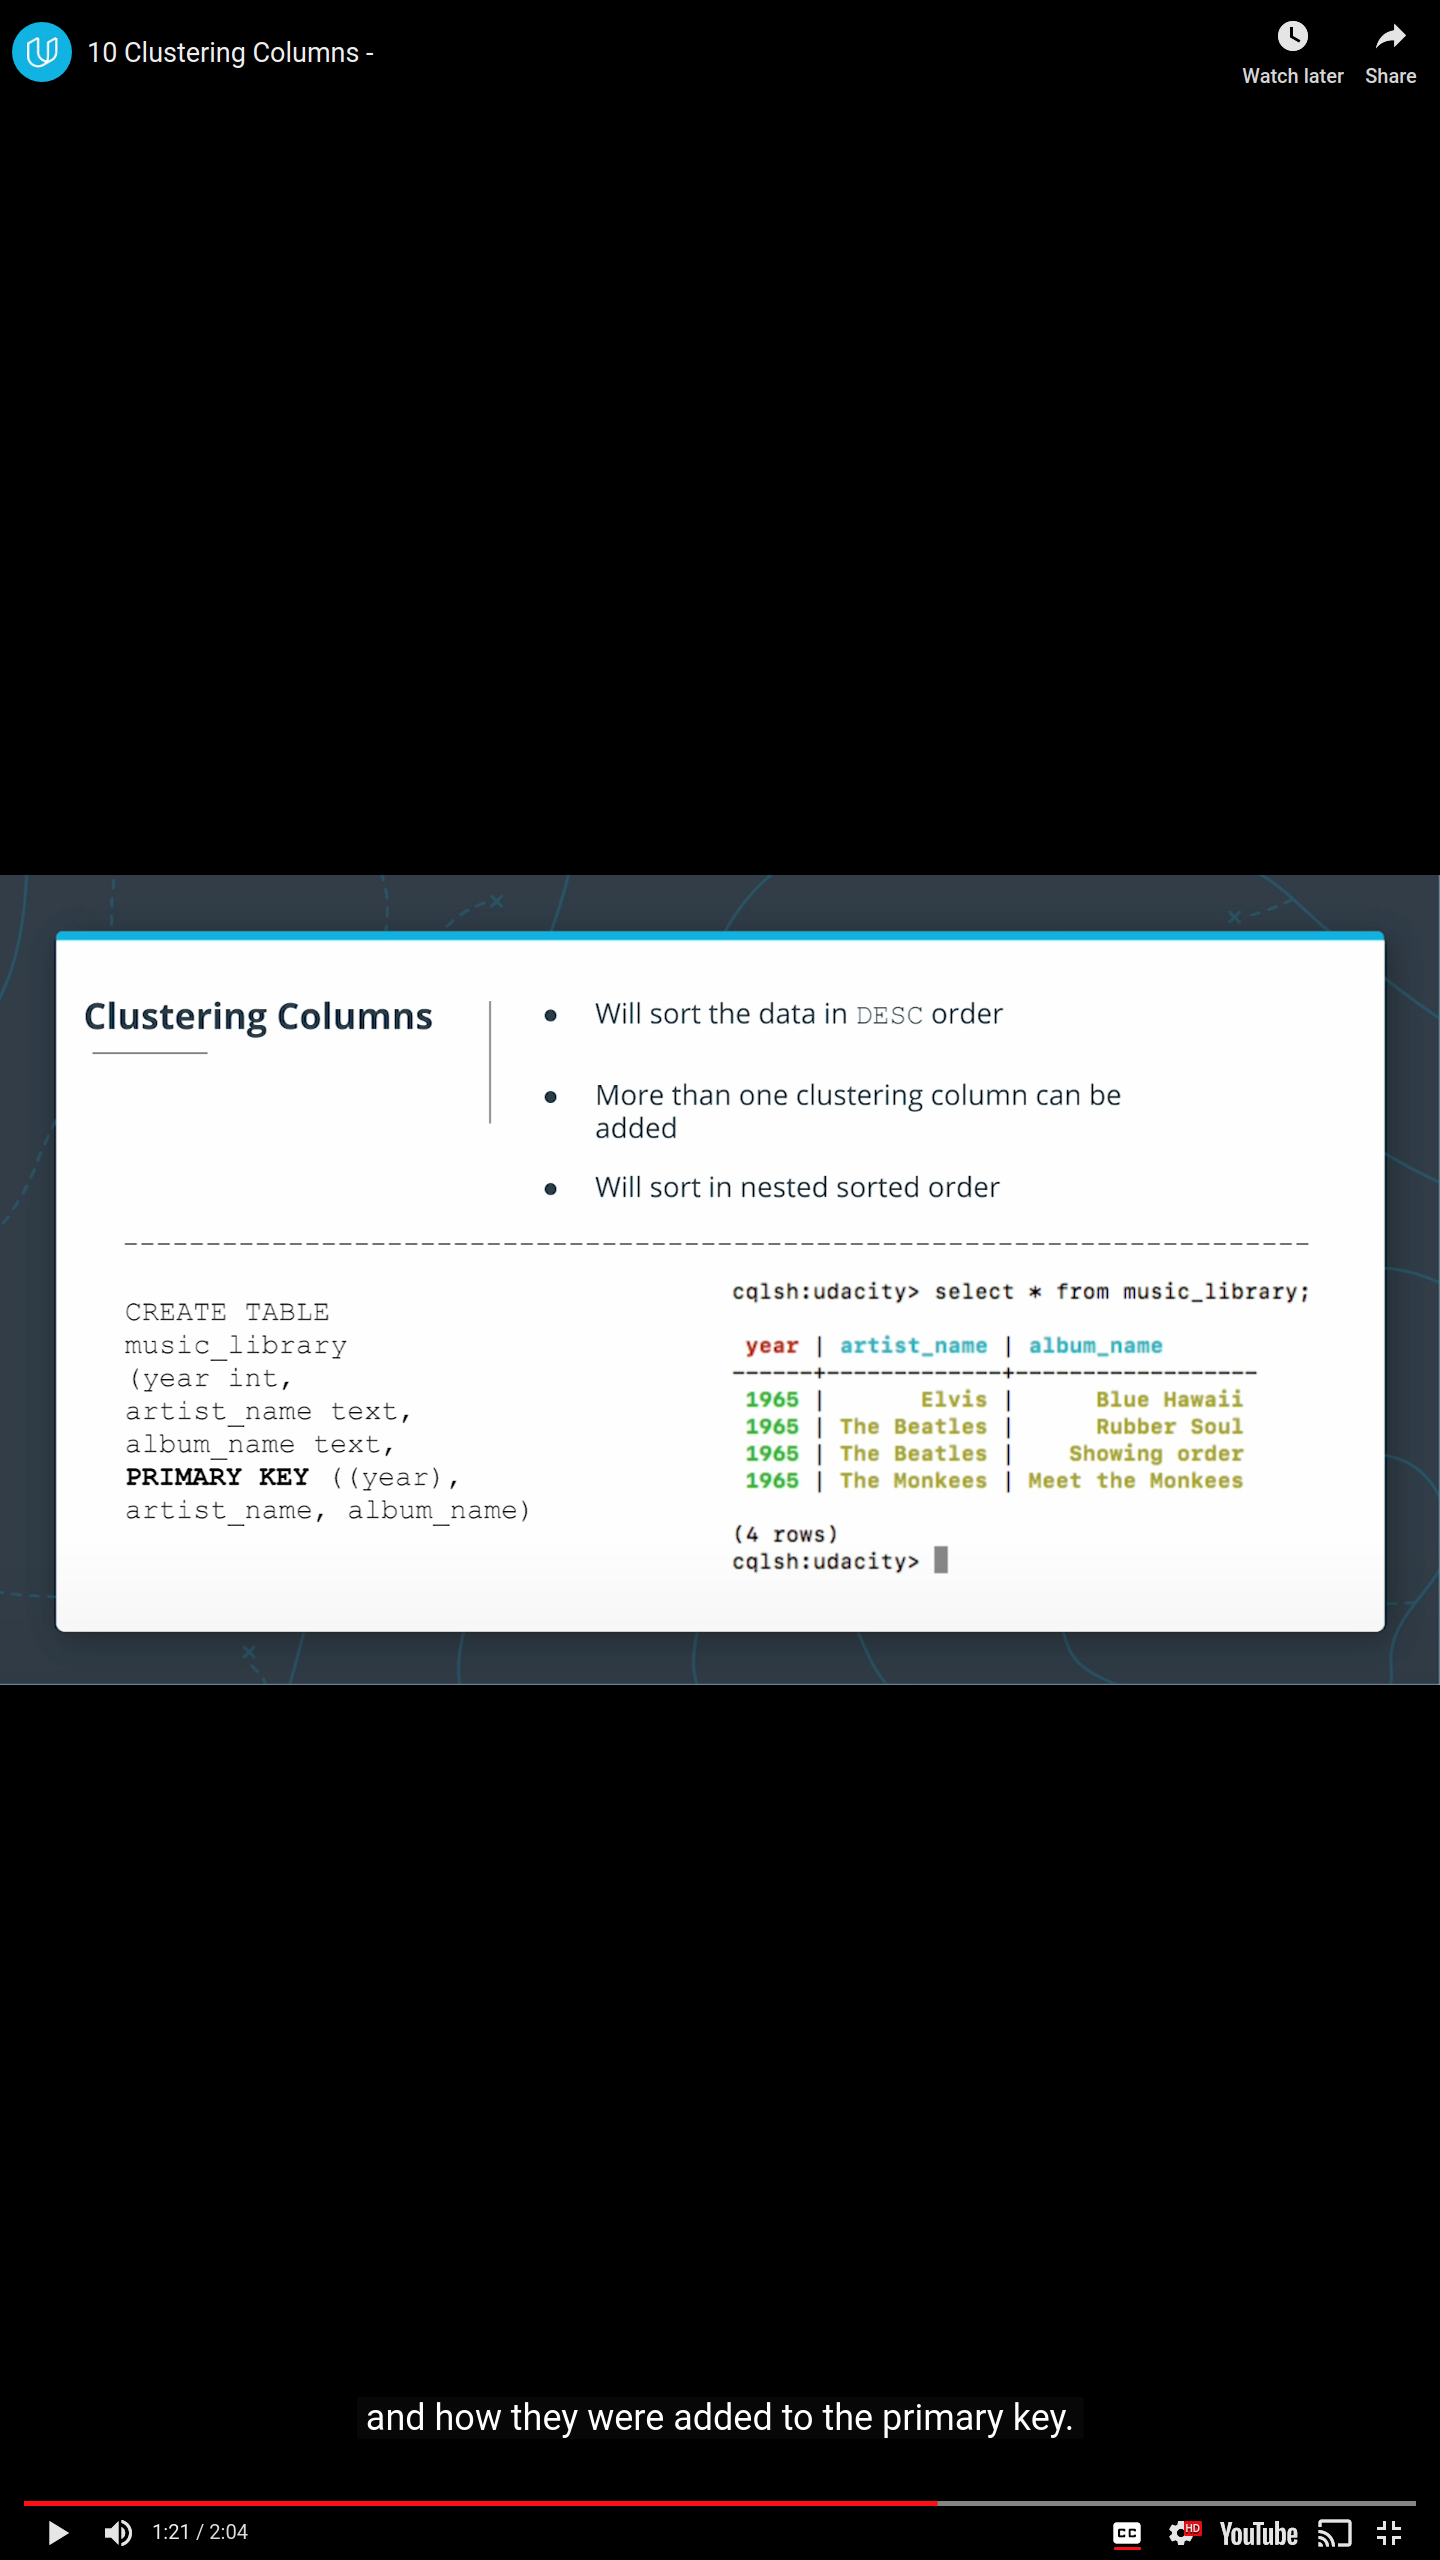 10 Clustering Columns -
Watch later
Share
Clustering Columns
● Will sort the data in DESC order
● More than one clustering column can be
added
● Will sort in nested sorted order
CREATE TABLE
music_library
(year int,
artist_name text,
album_name text,
PRIMARY KEY ((year),
artist_name, album_name)
cqlsh:udacity> select * from music_library;
year | artist_name | album_name
------+-------------+------------------
1965 | Elvis | Blue Hawaii
1965 | The Beatles | Rubber Soul
1965 | The Beatles | Showing order
1965 | The Monkees | Meet the Monkees
(4 rows)
cqlsh:udacity>
and how they were added to the primary key.
1:21 / 2:04
CC
HD
YouTube